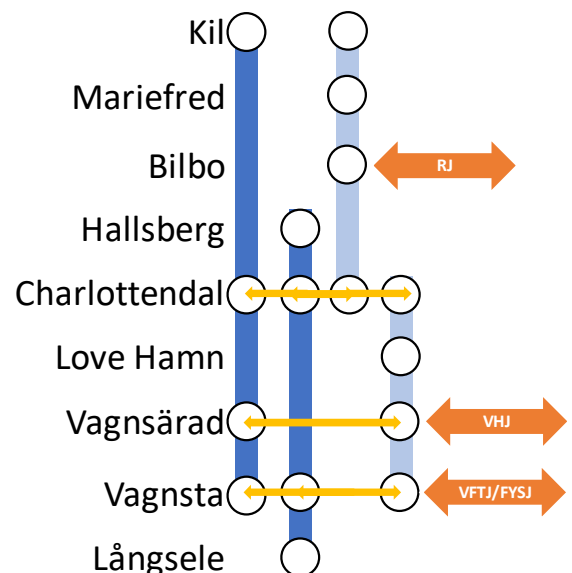 Kil
Mariefred
Bilbo
RJ
Hallsberg
Charlottendal
Love Hamn
Vagnsärad
VHJ
Vagnsta
VFTJ/FYSJ
Långsele